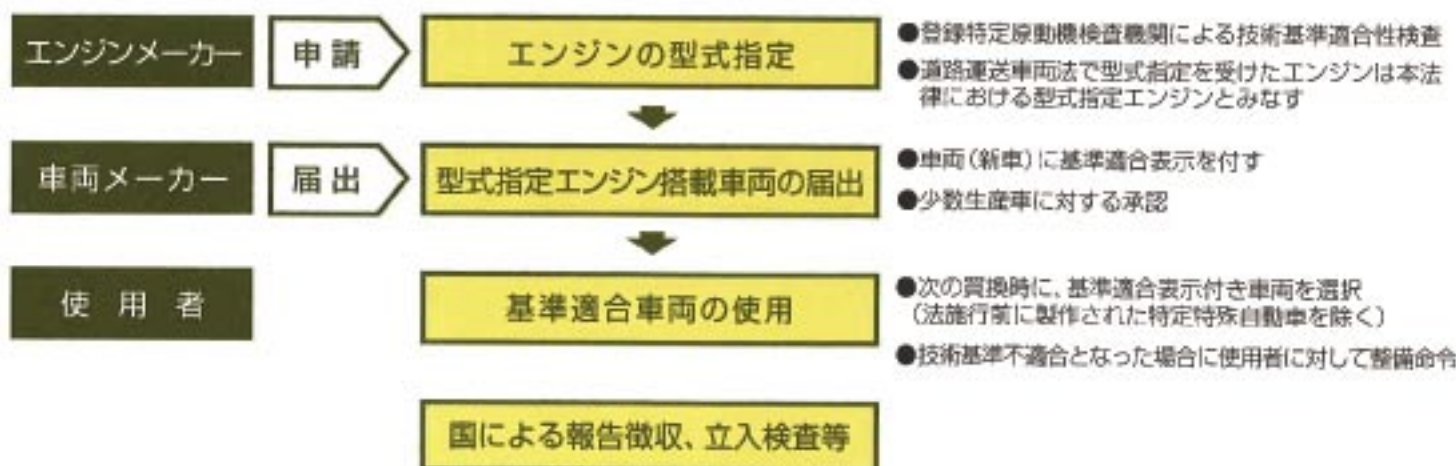 エンジンメーカー
申請
エンジンの型式指定
●登録特定原動機検査機関による技術基準適合性検査
●道路運送車両法で型式指定を受けたエンジンは本法
律における型式指定エンジンとみなす
車両メーカー
届出
型式指定エンジン搭載車両の届出
●車両(新車)に基準適合表示を付す
●少数生産車に対する承認
使用者
基準適合車両の使用
●次の買換時に、基準適合表示付き車両を選択
(法施行前に製作された特定特殊自動車を除く)
●技術基準不適合となった場合に使用者に対して整備命令
国による報告徴収、立入検査等